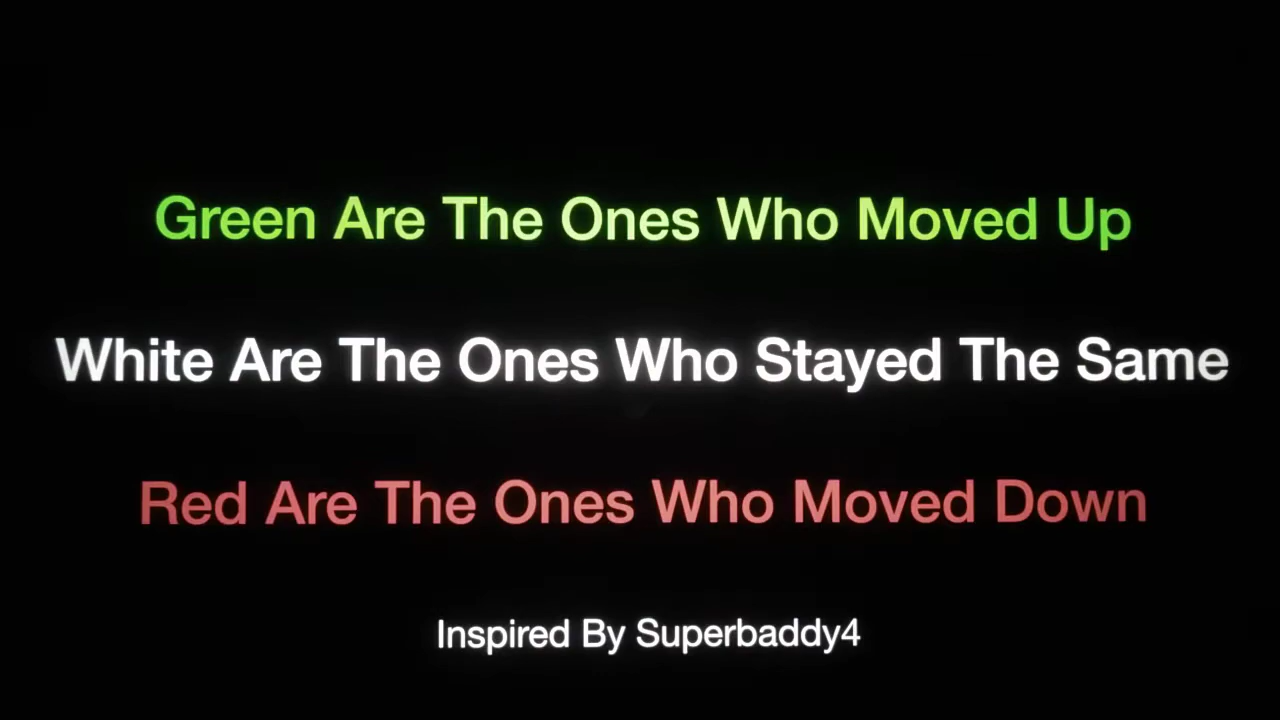 Green Are The Ones Who Moved Up
White Are The Ones Who Stayed The Same
Red Are The Ones Who Moved Down
Inspired By Superbaddy4